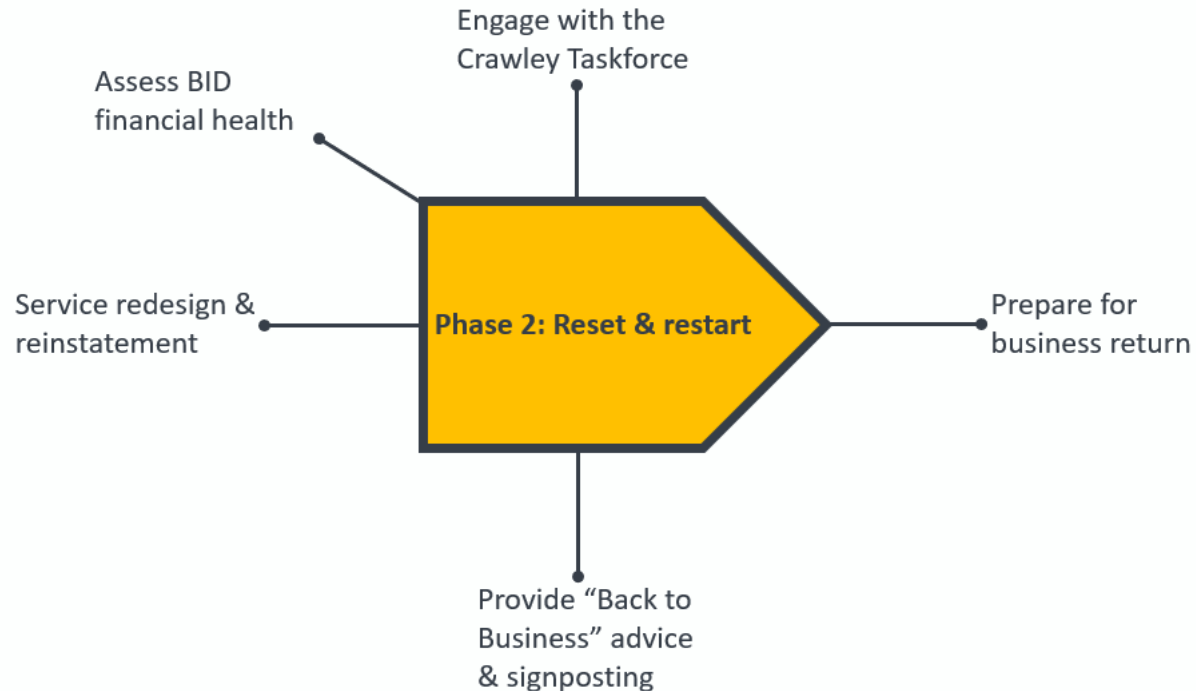 Engage with the
Crawley Taskforce
Assess BID
financial health
Service redesign &
reinstatement
Phase 2: Reset & restart
Prepare for
business return
Provide “Back to
Business” advice
& signposting